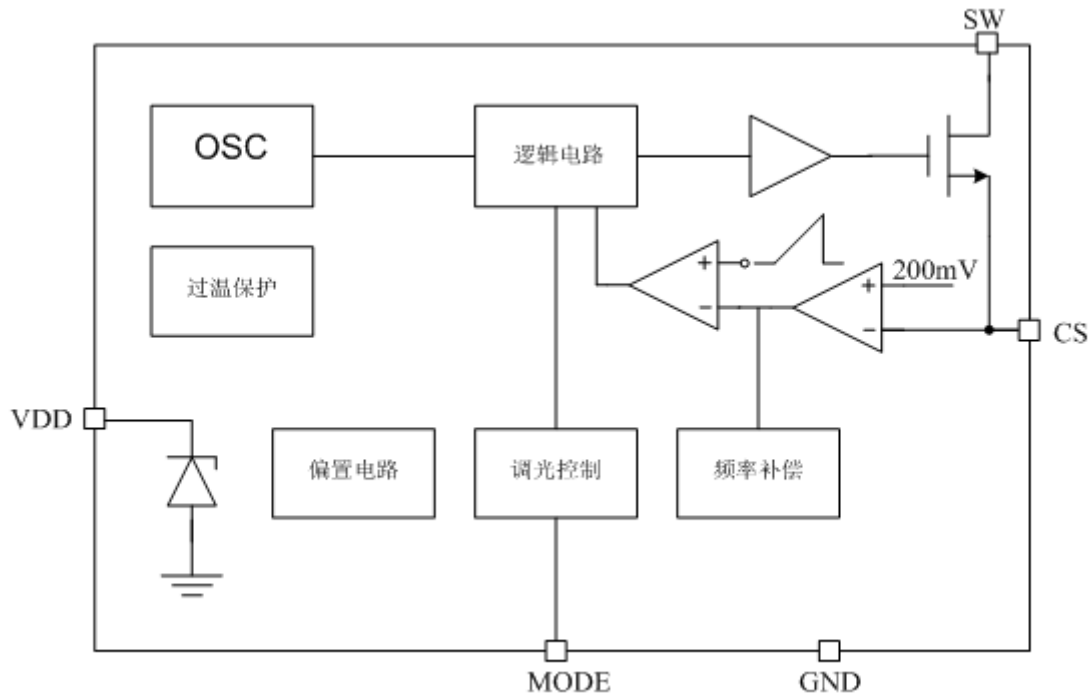 SW
OSC
逻辑电路
过温保护
+
-
200mV
+
-
CS
VDD
偏置电路
调光控制
频率补偿
MODE
GND